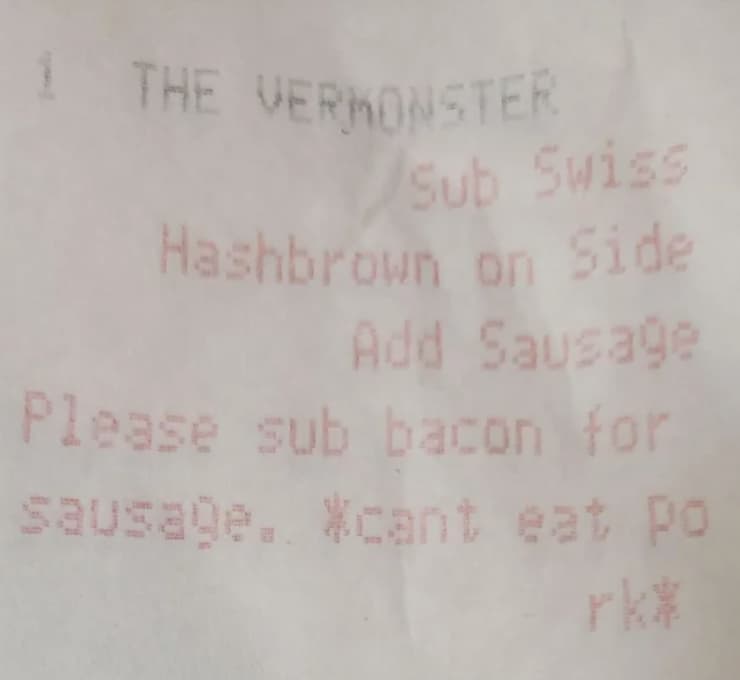 1 THE VERMONSTER
Sub Swiss
Hashbrown on Side
Add Sausage
Please sub bacon for
sausage. *cant eat po
rk*